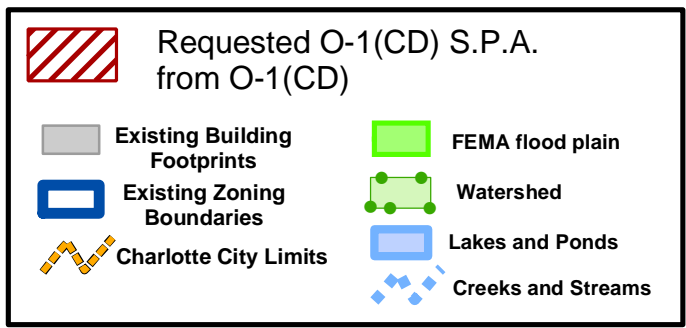 Requested O-1(CD) S.P.A.
from O-1(CD)
Existing Building
Footprints
Existing Zoning
Boundaries
Charlotte City Limits
FEMA flood plain
Watershed
Lakes and Ponds
Creeks and Streams